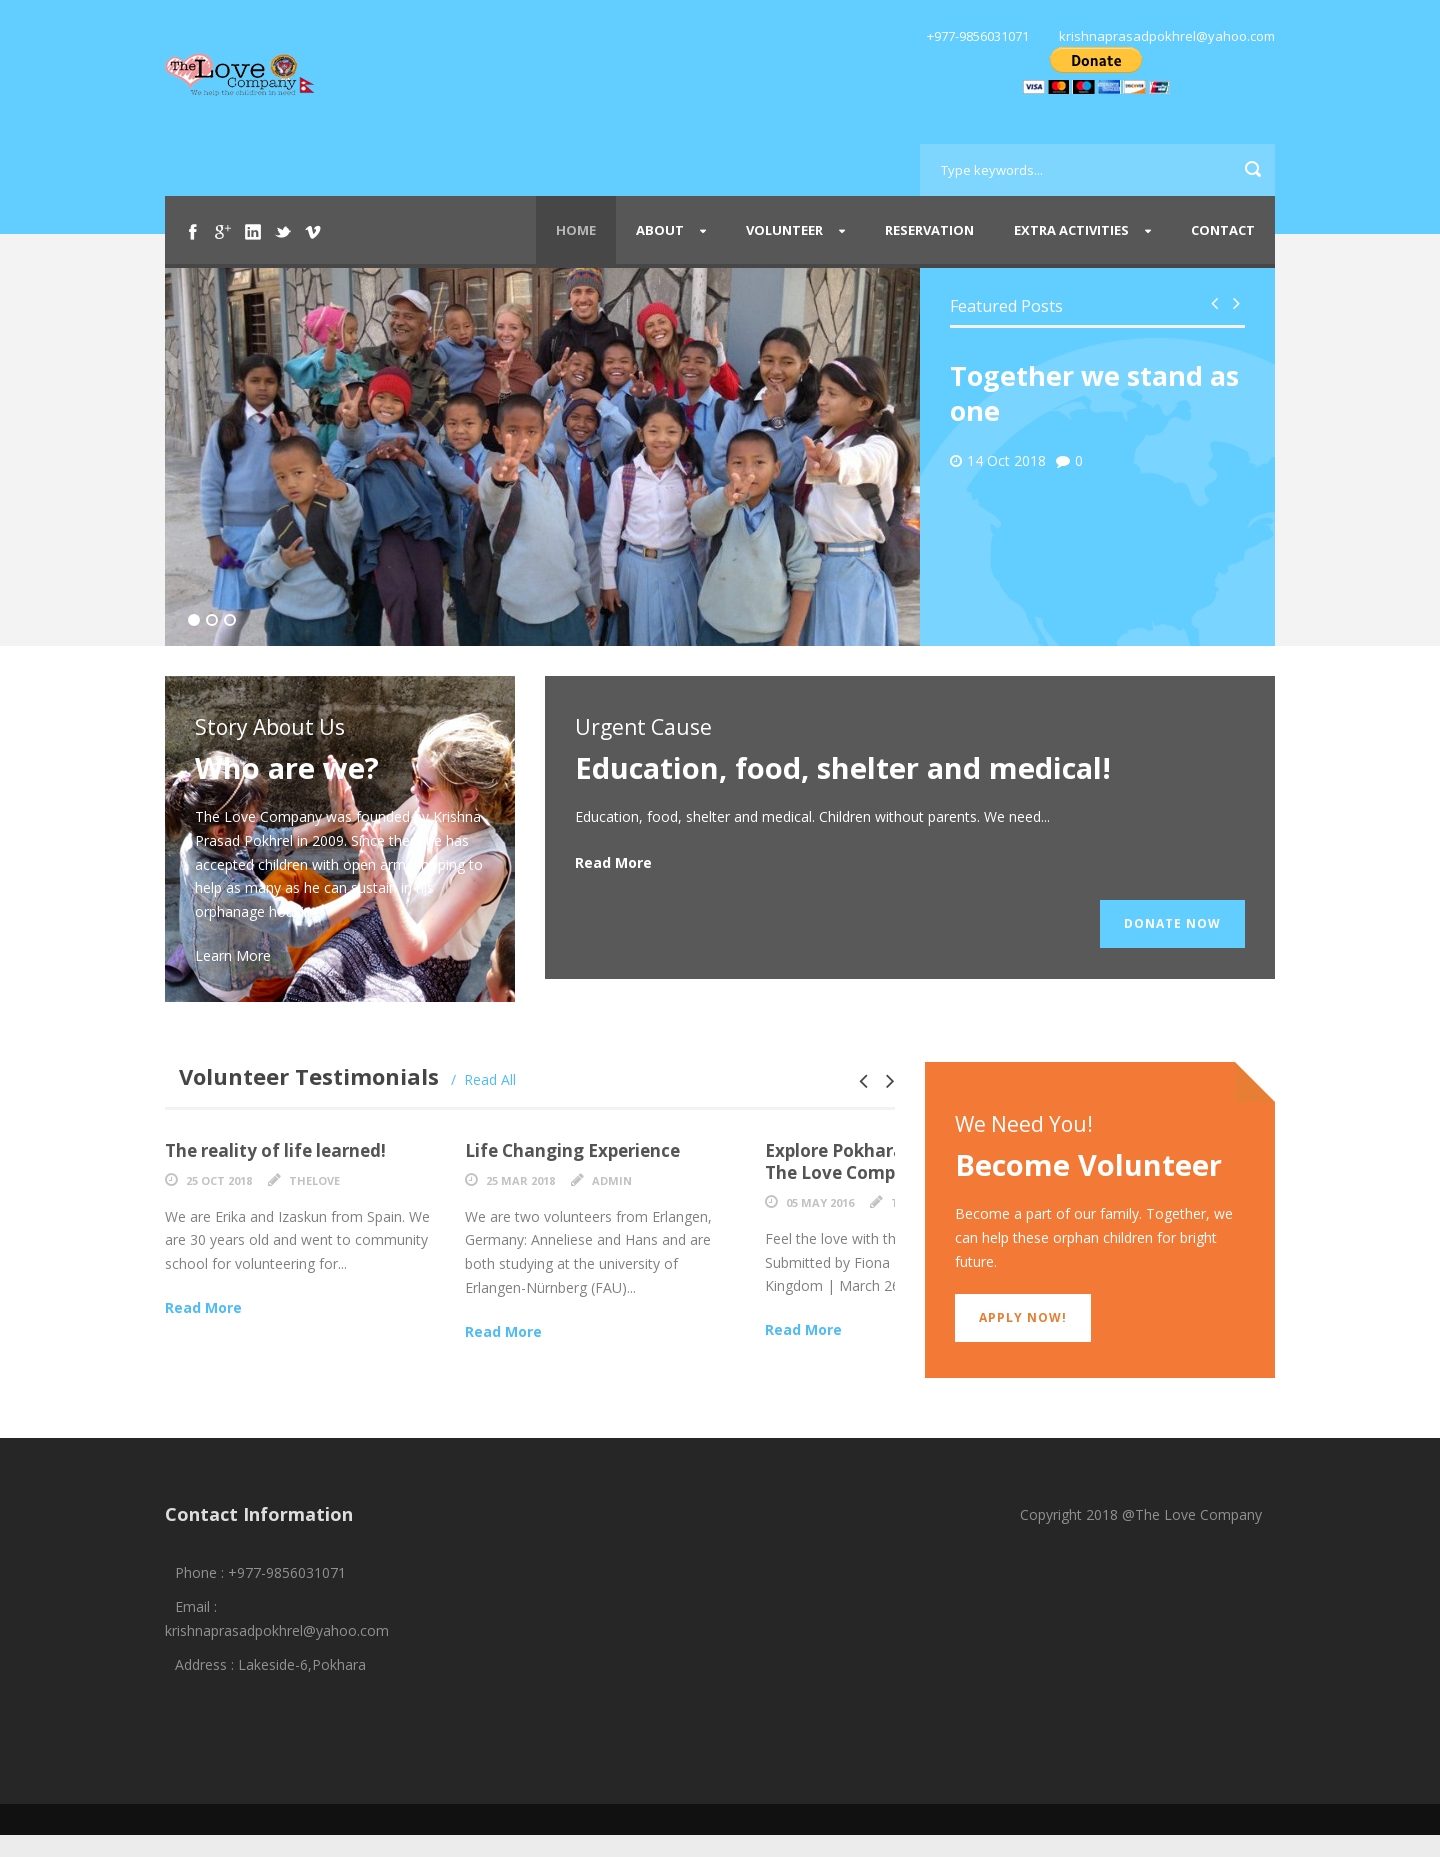 +977-9856031071 krishnaprasadpokhrel@yahoo.com
The Love Company
We help the children in need
Donate
VISA
DISCOVER
Type keywords...
HOME ABOUT VOLUNTEER RESERVATION EXTRA ACTIVITIES CONTACT
Featured Posts
Together we stand as
one
14 Oct 2018 0
Story About Us
Who are we?
The Love Company was founded by Krishna
Prasad Pokhrel in 2009. Since then, he has
accepted children with open arms hoping to
help as many as he can sustain in his
orphanage
Learn More
Urgent Cause
Education, food, shelter and medical!
Education, food, shelter and medical. Children without parents. We need...
Read More
DONATE NOW
Volunteer Testimonials / Read All
The reality of life learned!
25 OCT 2018 THELOVE
We are Erika and Izaskun from Spain. We
are 30 years old and went to community
school for volunteering for...
Read More
Life Changing Experience
25 MAR 2018 ADMIN
We are two volunteers from Erlangen,
Germany: Anneliese and Hans and are
both studying at the university of
Erlangen-Nürnberg (FAU)...
Read More
Explore Pokhara
The Love Comp
05 MAY 2016
Feel the love with th
Submitted by Fiona
Kingdom | March 26
Read More
We Need You!
Become Volunteer
Become a part of our family. Together, we
can help these orphan children for bright
future.
APPLY NOW!
Contact Information
Phone : +977-9856031071
Email :
krishnaprasadpokhrel@yahoo.com
Address : Lakeside-6,Pokhara
Copyright 2018 @The Love Company